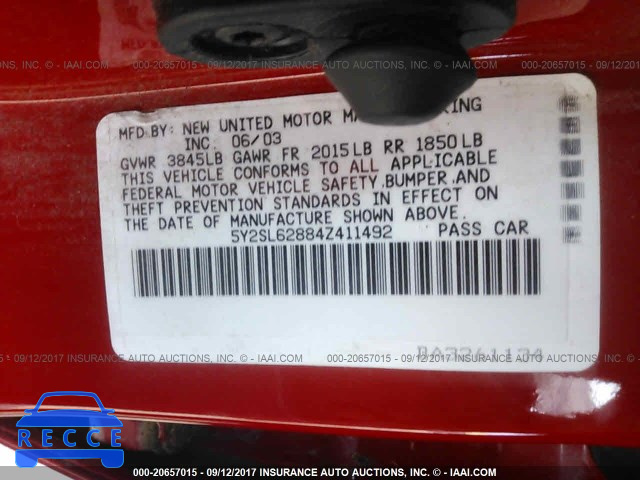 000-20657015 - 09/12/2017 INSURANCE AUTO AUCTIONS, INC. © - IAAI.COM
MFD BY: NEW UNITED MOTOR
INC. 06/03
GVWR 3845LB GAWR FR 2015LB RR 1850LB
THIS VEHICLE CONFORMS TO ALL APPLICABLE
FEDERAL MOTOR VEHICLE SAFETY, BUMPER, AND
THEFT PREVENTION STANDARDS IN EFFECT ON
THE DATE OF MANUFACTURE SHOWN ABOVE.
5Y2SL62884Z411492 PASS CAR
INC. © - IAAI.COM 000-20657015 - 09/12/2017 INSURANCE AUTO AUCTIONS,
RECCE
000-20657015 - 09/12/2017 INSURANCE AUTO AUCTIONS, INC. © - IAAI.COM